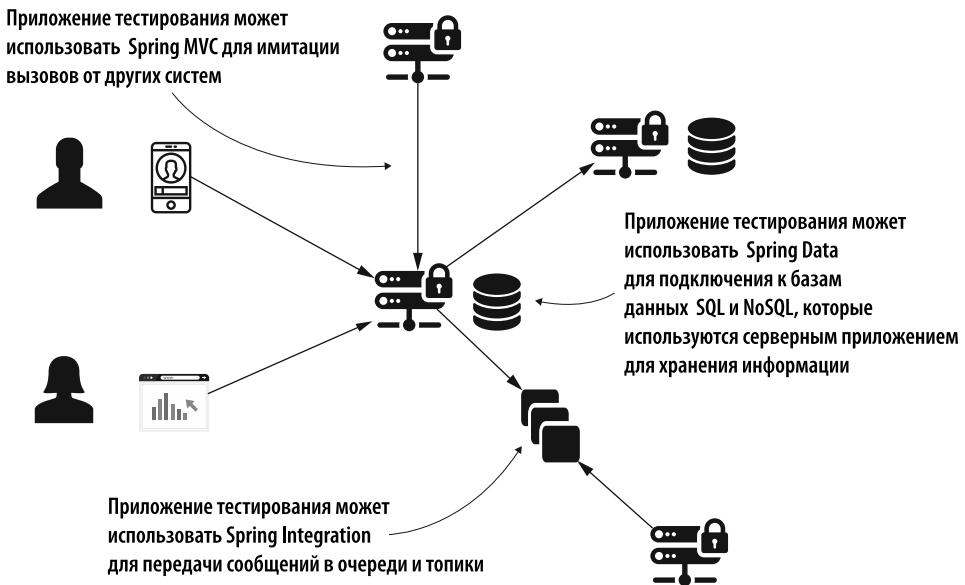 Приложение тестирования может
использовать Spring MVC для имитации
вызовов от других систем
Приложение тестирования может
использовать Spring Data
для подключения к базам
данных SQL и NoSQL, которые
используются серверным приложением
для хранения информации
Приложение тестирования может
использовать Spring Integration
для передачи сообщений в очереди и топики